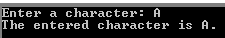 Enter a character: A
The entered character is A.